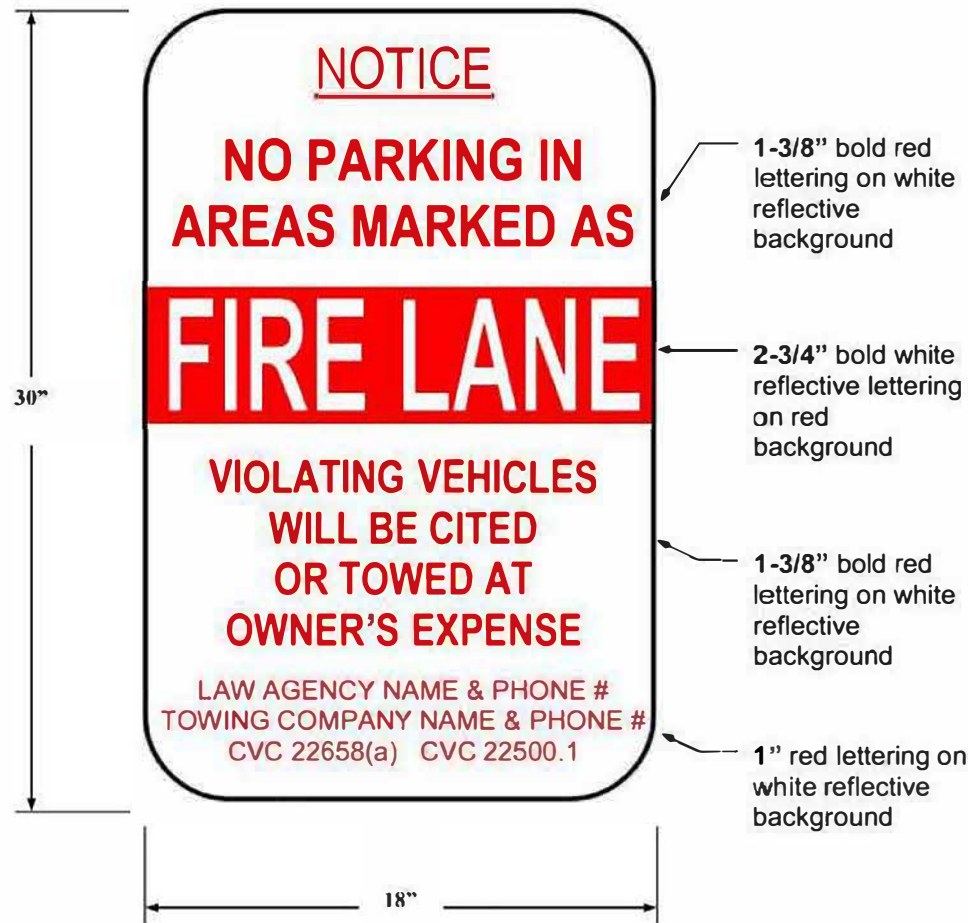 NOTICE
NO PARKING IN
AREAS MARKED AS
FIRE LANE
VIOLATING VEHICLES
WILL BE CITED
OR TOWED AT
OWNER'S EXPENSE
LAW AGENCY NAME & PHONE #
TOWING COMPANY NAME & PHONE #
CVC 22658(a) CVC 22500.1
30”
18”
1-3/8” bold red
lettering on white
reflective
background
2-3/4” bold white
reflective lettering
on red
background
1-3/8” bold red
lettering on white
reflective
background
1” red lettering on
white reflective
background